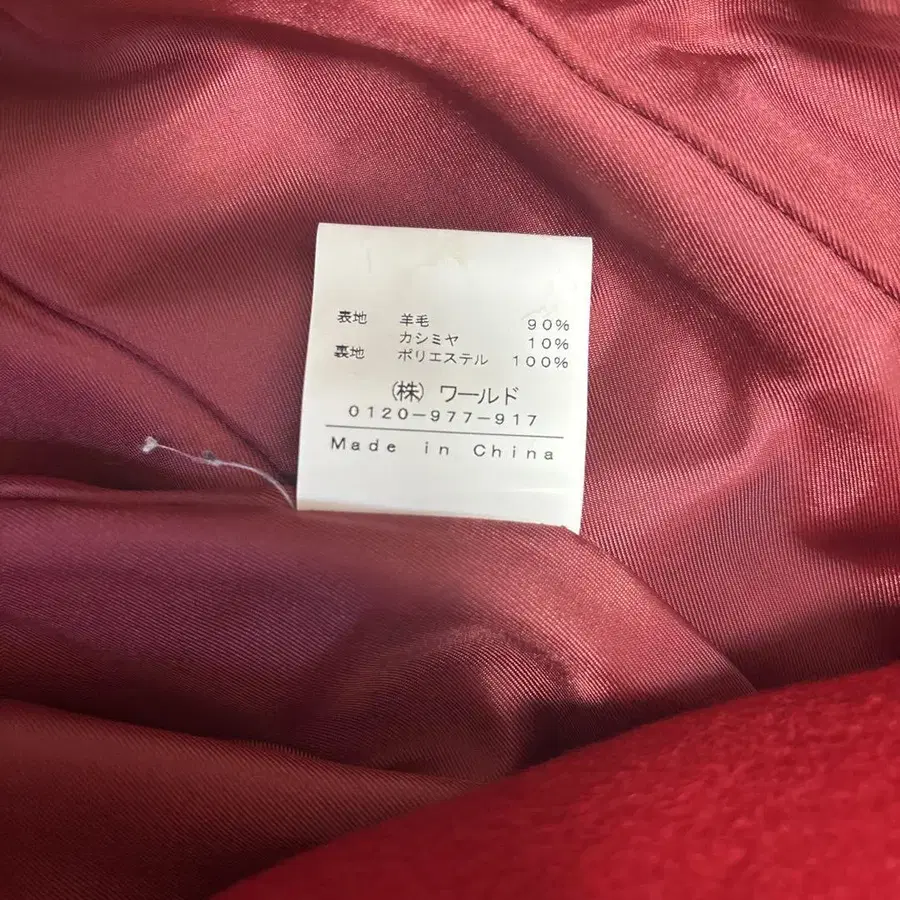 表地 羊毛 90%
カシミヤ 10%
裏地 ポリエステル 100%
(株) ワールド
0120-977-917
Made in China